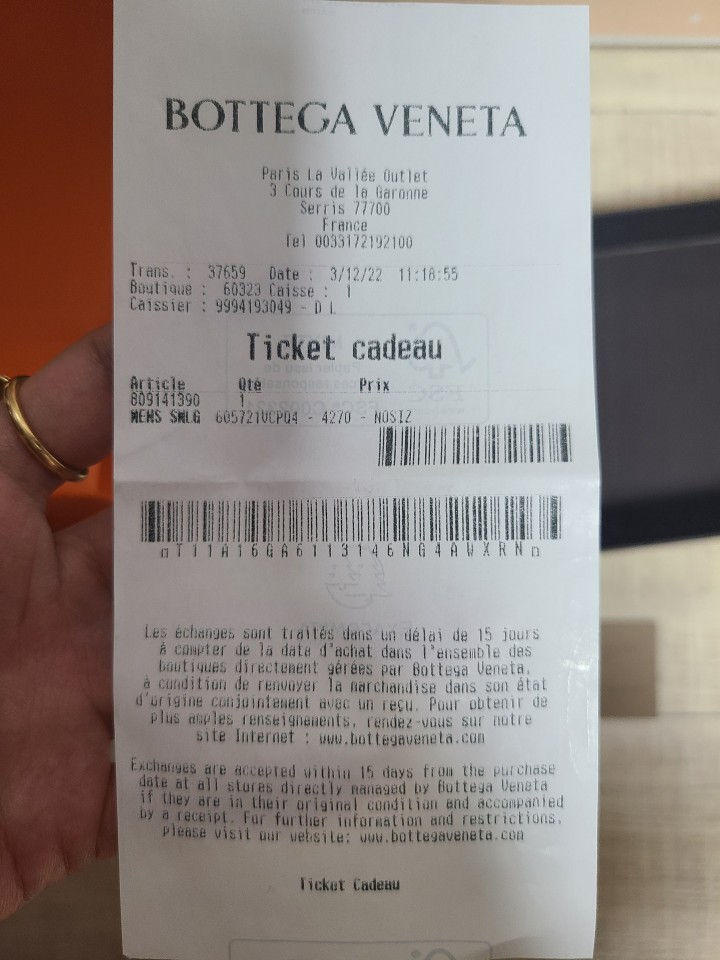 BOTTEGA VENETA
Paris La Vallée Outlet
3 Cours de la Garonne
Serris 77700
France
Tel 0033172192100
Trans. : 37659 Date : 3/12/22 11:18:55
Boutique : 60323 Caisse : 1
Caissier : 9994193049 - D L
Ticket cadeau
Article Qté Prix
809141390 1
MENS SMLG 605721VCPQ4 - 4270 - NOSIZ
T11A16GA6113146NG4AWXRN
Les échanges sont traités dans un délai de 15 jours
à compter de la date d'achat dans l'ensemble des
boutiques directement gérées par Bottega Veneta,
à condition de renvoyer la marchandise dans son état
d'origine conjointement avec un reçu. Pour obtenir de
plus amples renseignements, rendez-vous sur notre
site Internet : www.bottegaveneta.com
Exchanges are accepted within 15 days from the purchase
date at all stores directly managed by Bottega Veneta
if they are in their original condition and accompanied
by a receipt. For further information and restrictions,
please visit our website: www.bottegaveneta.com
Ticket Cadeau